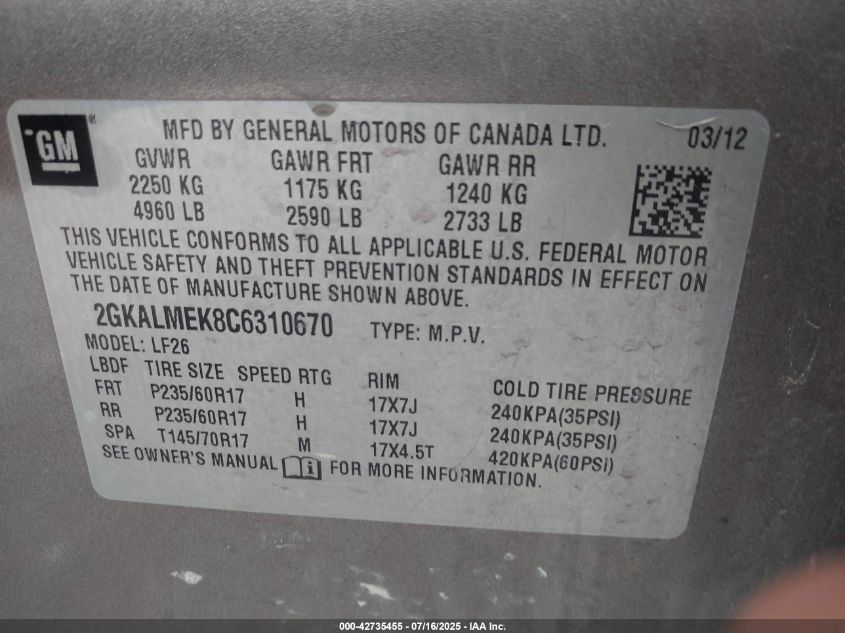 GM ®
MFD BY GENERAL MOTORS OF CANADA LTD. 03/12
GVWR GAWR FRT GAWR RR
2250 KG 1175 KG 1240 KG
4960 LB 2590 LB 2733 LB
THIS VEHICLE CONFORMS TO ALL APPLICABLE U.S. FEDERAL MOTOR
VEHICLE SAFETY AND THEFT PREVENTION STANDARDS IN EFFECT ON
THE DATE OF MANUFACTURE SHOWN ABOVE.
2GKALMEK8C6310670 TYPE: M.P.V.
MODEL: LF26
LBDF TIRE SIZE SPEED RTG RIM COLD TIRE PRESSURE
FRT P235/60R17 H 17X7J 240KPA(35PSI)
RR P235/60R17 H 17X7J 240KPA(35PSI)
SPA T145/70R17 M 17X4.5T 420KPA(60PSI)
SEE OWNER'S MANUAL i FOR MORE INFORMATION.
000-42735455 - 07/16/2025 - IAA Inc.